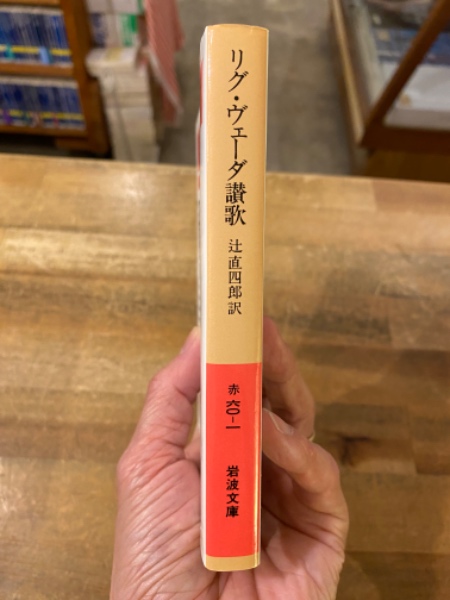 リグ・ヴェーダ讃歌
辻 直四郎訳
赤 六〇-一
岩波文庫